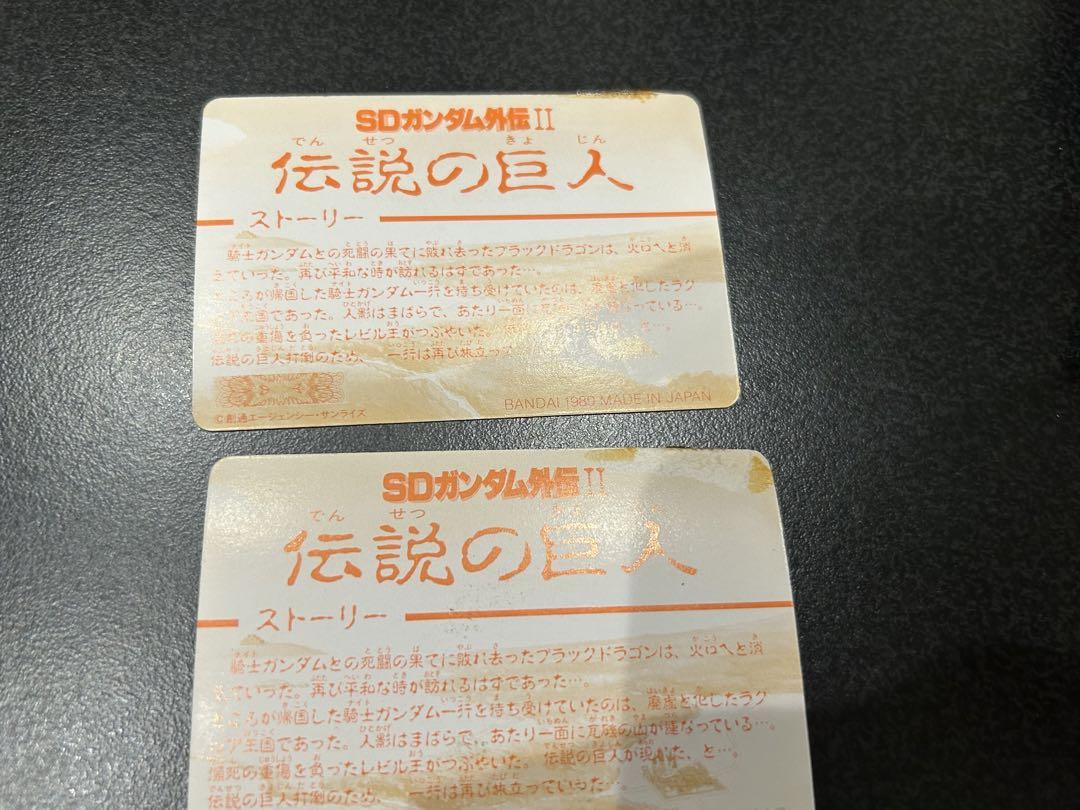 SDガンダム外伝II
でん せつ きょ じん
伝説の巨人
ストーリー
騎士ガンダムとの死闘の果てに敗れ去ったブラックドラゴンは、火口へと消
えていった。再び平和な時が訪れるはずであった…。
ところが帰国した騎士ガンダム一行を待ち受けていたのは、廃墟と化したラク
王国であった。人影はまばらで、あたり一面に っている…。
の重傷を負ったレビル王がつぶやいた。 と…。
伝説の巨人打倒のため、一行は再び旅立っ
©創通エージェンシー・サンライズ
BANDAI 1989 MADE IN JAPAN
SDガンダム外伝II
でん せつ
伝説の巨人
ストーリー
騎士ガンダムとの死闘の果てに敗れ去ったブラックドラゴンは、火口へと消
えていった。再び平和な時が訪れるはずであった…。
ところが帰国した騎士ガンダム一行を待ち受けていたのは、廃墟と化したラク
ロア王国であった。人影はまばらで、あたり一面に瓦礫の山が連なっている…。
瀕死の重傷を負ったレビル王がつぶやいた。伝説の巨人が現れた、と…。
伝説の巨人打倒のため、一行は再び旅立っていった。